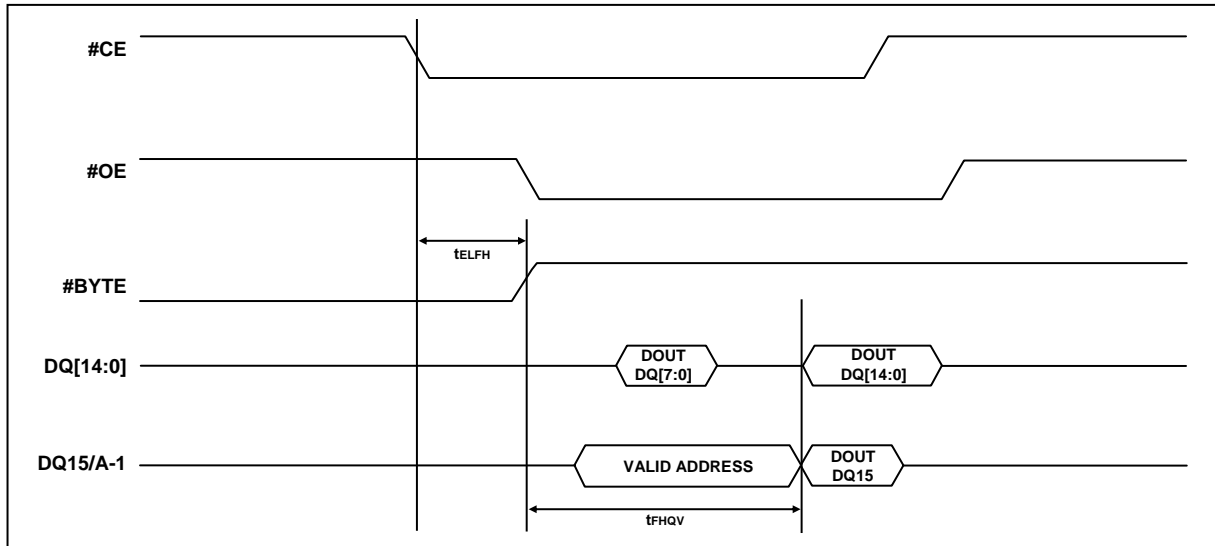 #CE
#OE
tELFH
#BYTE
DQ[14:0]
DOUT
DQ[7:0]
DOUT
DQ[14:0]
DQ15/A-1
VALID ADDRESS
DOUT
DQ15
tFHQV